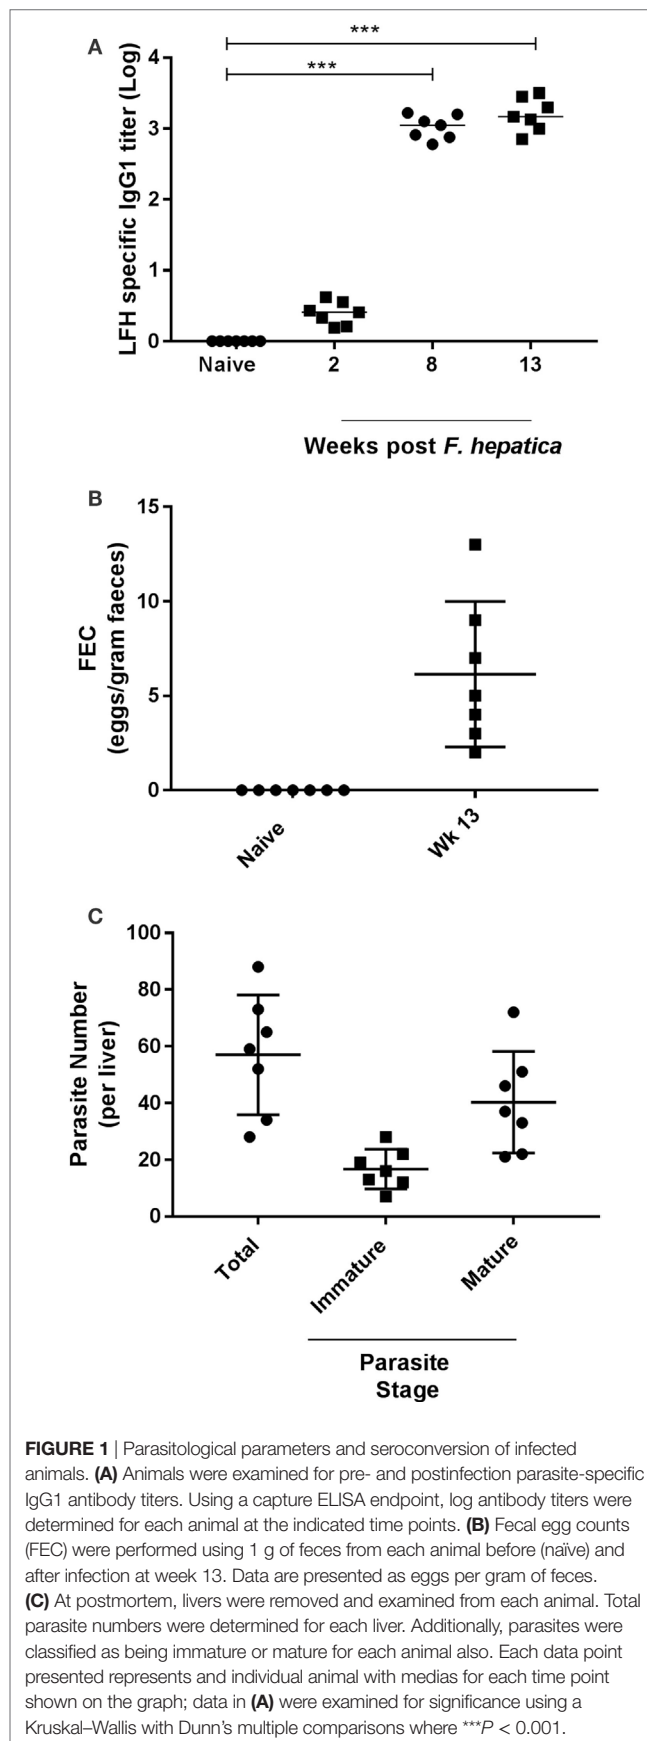 A
***
***
LFH specific IgG1 titer (Log)
4
3
2
1
0
Naive 2 8 13
Weeks post F. hepatica
B
FEC
(eggs/gram faeces)
15
10
5
0
Naive Wk 13
C
Parasite Number
(per liver)
100
80
60
40
20
0
Total Immature Mature
Parasite
Stage
FIGURE 1 | Parasitological parameters and seroconversion of infected
animals. (A) Animals were examined for pre- and postinfection parasite-specific
IgG1 antibody titers. Using a capture ELISA endpoint, log antibody titers were
determined for each animal at the indicated time points. (B) Fecal egg counts
(FEC) were performed using 1 g of feces from each animal before (naïve) and
after infection at week 13. Data are presented as eggs per gram of feces.
(C) At postmortem, livers were removed and examined from each animal. Total
parasite numbers were determined for each liver. Additionally, parasites were
classified as being immature or mature for each animal also. Each data point
presented represents and individual animal with medias for each time point
shown on the graph; data in (A) were examined for significance using a
Kruskal–Wallis with Dunn's multiple comparisons where ***P < 0.001.